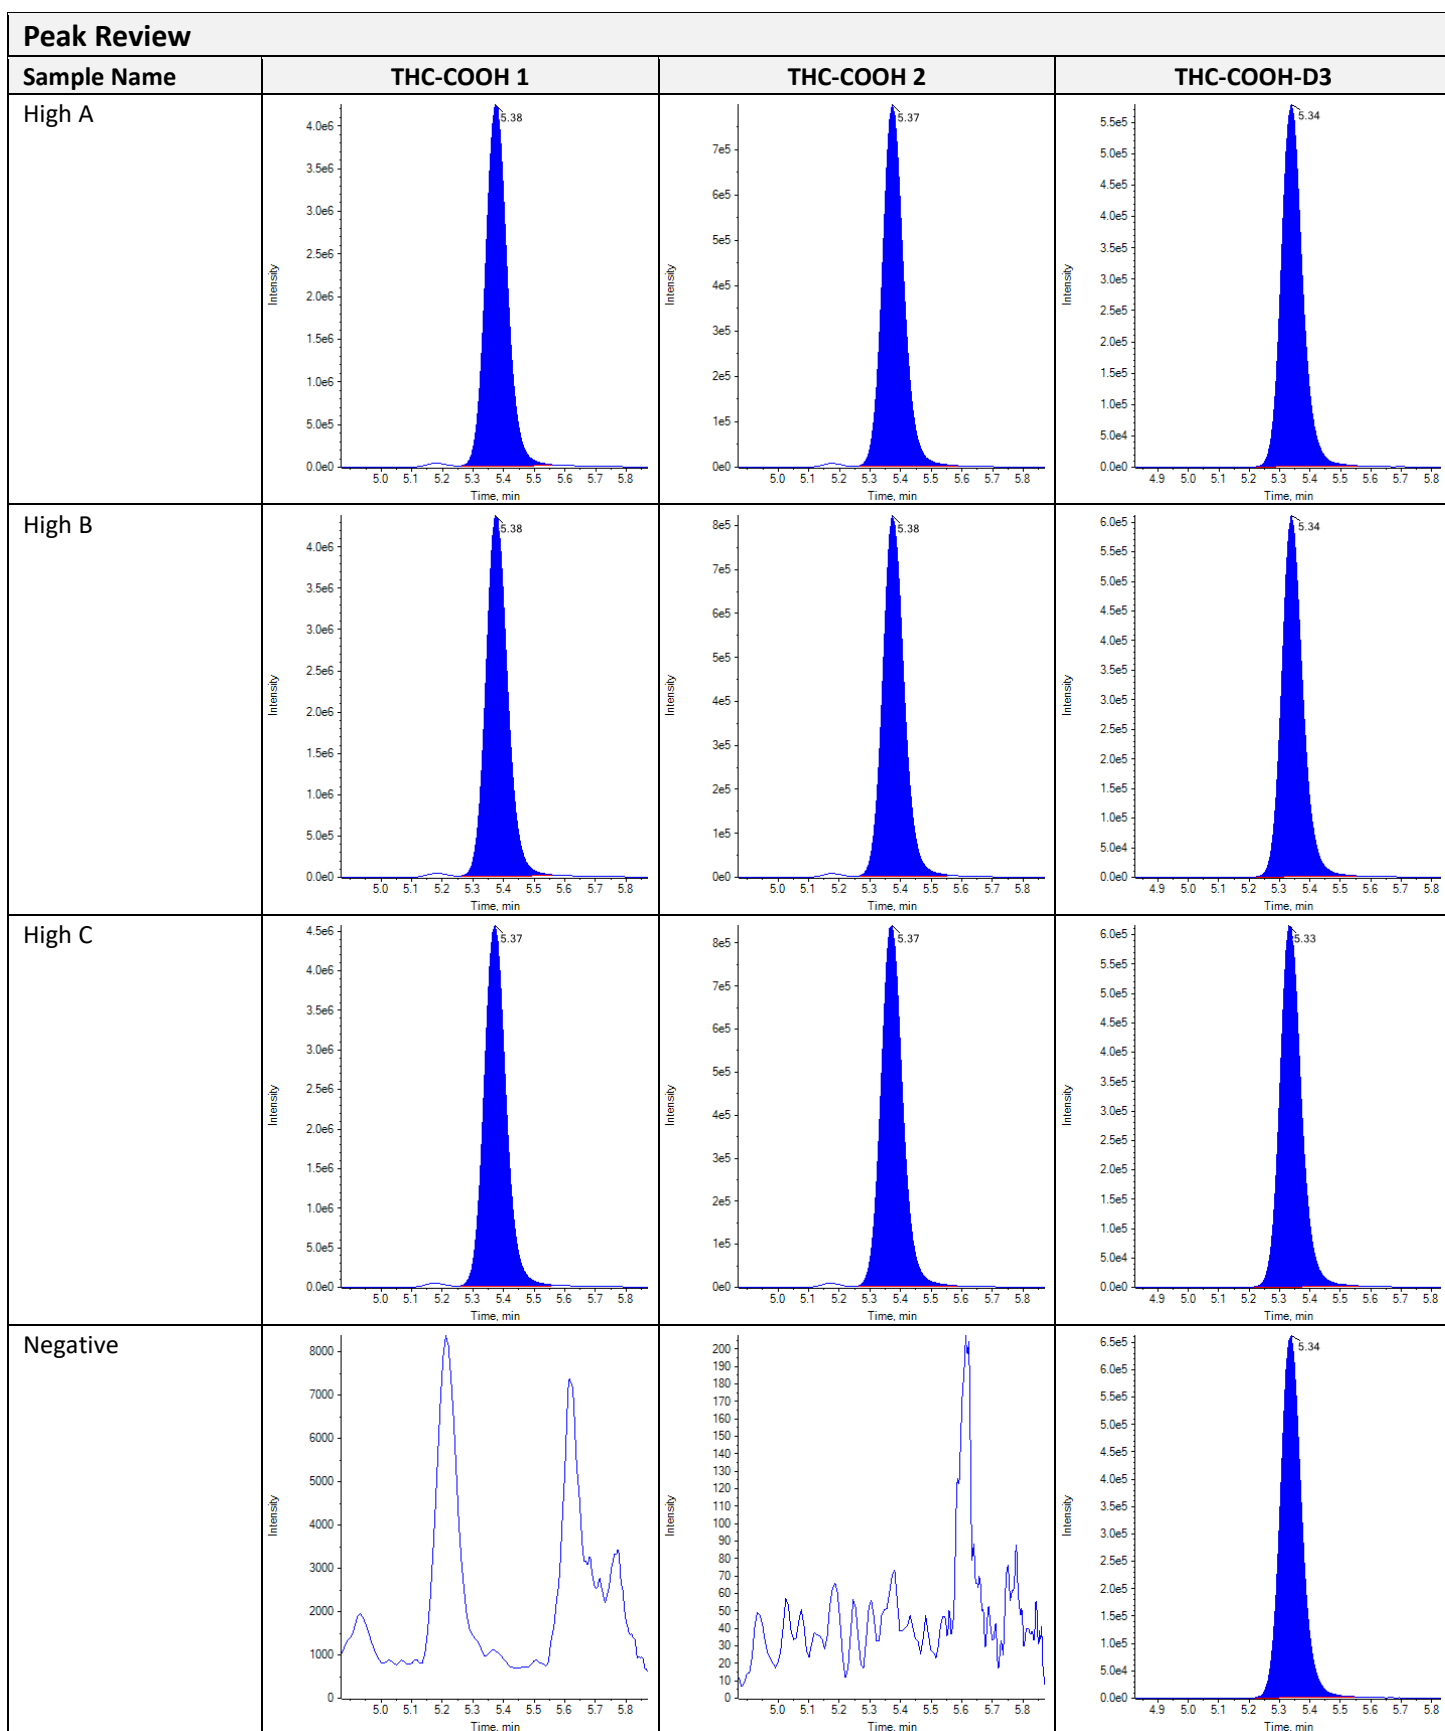 Peak Review
Sample Name THC-COOH 1 THC-COOH 2 THC-COOH-D3
High A
5.38
4.0e6
3.5e6
3.0e6
2.5e6
2.0e6
1.5e6
1.0e6
5.0e5
0.0e0
Intensity
5.0 5.1 5.2 5.3 5.4 5.5 5.6 5.7 5.8
Time, min
5.37
7e5
6e5
5e5
4e5
3e5
2e5
1e5
0e0
Intensity
5.0 5.1 5.2 5.3 5.4 5.5 5.6 5.7 5.8
Time, min
5.34
5.5e5
5.0e5
4.5e5
4.0e5
3.5e5
3.0e5
2.5e5
2.0e5
1.5e5
1.0e5
5.0e4
0.0e0
Intensity
4.9 5.0 5.1 5.2 5.3 5.4 5.5 5.6 5.7 5.8
Time, min
High B
5.38
4.0e6
3.5e6
3.0e6
2.5e6
2.0e6
1.5e6
1.0e6
5.0e5
0.0e0
Intensity
5.0 5.1 5.2 5.3 5.4 5.5 5.6 5.7 5.8
Time, min
5.38
8e5
7e5
6e5
5e5
4e5
3e5
2e5
1e5
0e0
Intensity
5.0 5.1 5.2 5.3 5.4 5.5 5.6 5.7 5.8
Time, min
5.34
6.0e5
5.5e5
5.0e5
4.5e5
4.0e5
3.5e5
3.0e5
2.5e5
2.0e5
1.5e5
1.0e5
5.0e4
0.0e0
Intensity
4.9 5.0 5.1 5.2 5.3 5.4 5.5 5.6 5.7 5.8
Time, min
High C
5.37
4.5e6
4.0e6
3.5e6
3.0e6
2.5e6
2.0e6
1.5e6
1.0e6
5.0e5
0.0e0
Intensity
5.0 5.1 5.2 5.3 5.4 5.5 5.6 5.7 5.8
Time, min
5.37
8e5
7e5
6e5
5e5
4e5
3e5
2e5
1e5
0e0
Intensity
5.0 5.1 5.2 5.3 5.4 5.5 5.6 5.7 5.8
Time, min
5.33
6.0e5
5.5e5
5.0e5
4.5e5
4.0e5
3.5e5
3.0e5
2.5e5
2.0e5
1.5e5
1.0e5
5.0e4
0.0e0
Intensity
4.9 5.0 5.1 5.2 5.3 5.4 5.5 5.6 5.7 5.8
Time, min
Negative
8000
7000
6000
5000
4000
3000
2000
1000
0
Intensity
5.0 5.1 5.2 5.3 5.4 5.5 5.6 5.7 5.8
Time, min
200
190
180
170
160
150
140
130
120
110
100
90
80
70
60
50
40
30
20
10
0
Intensity
5.0 5.1 5.2 5.3 5.4 5.5 5.6 5.7 5.8
Time, min
5.34
6.5e5
6.0e5
5.5e5
5.0e5
4.5e5
4.0e5
3.5e5
3.0e5
2.5e5
2.0e5
1.5e5
1.0e5
5.0e4
0.0e0
Intensity
4.9 5.0 5.1 5.2 5.3 5.4 5.5 5.6 5.7 5.8
Time, min